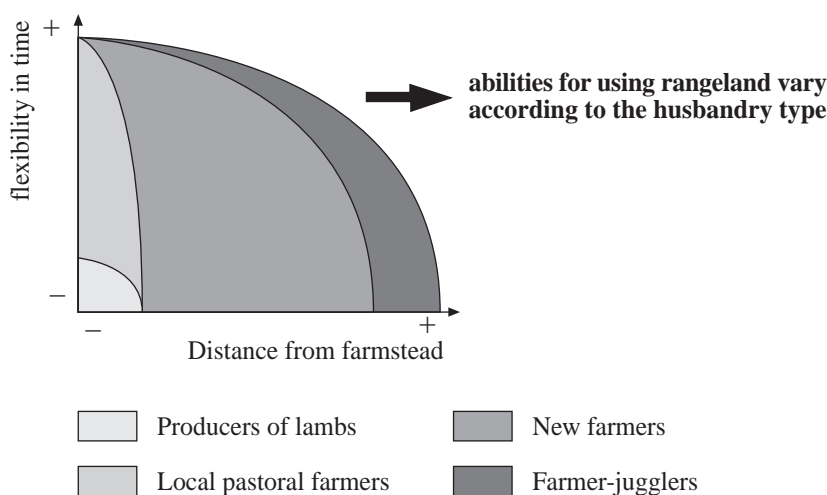 +
flexibility in time
−
−
+
Distance from farmstead
abilities for using rangeland vary
according to the husbandry type
Producers of lambs
New farmers
Local pastoral farmers
Farmer-jugglers